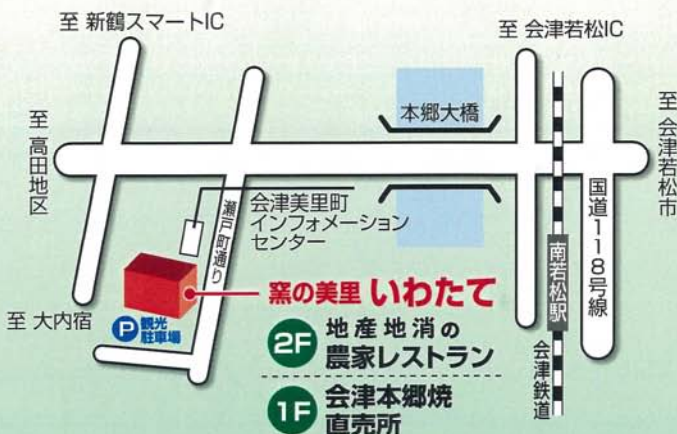 至 新鶴スマートIC
至 会津若松IC
至 高田地区
本郷大橋
至 会津若松市
国道118号線
会津美里町
インフォメーション
センター
瀬戸町通り
南若松駅
会津鉄道
窯の美里 いわたて
至 大内宿
P 観光
駐車場
2F 地産地消の
農家レストラン
1F 会津本郷焼
直売所